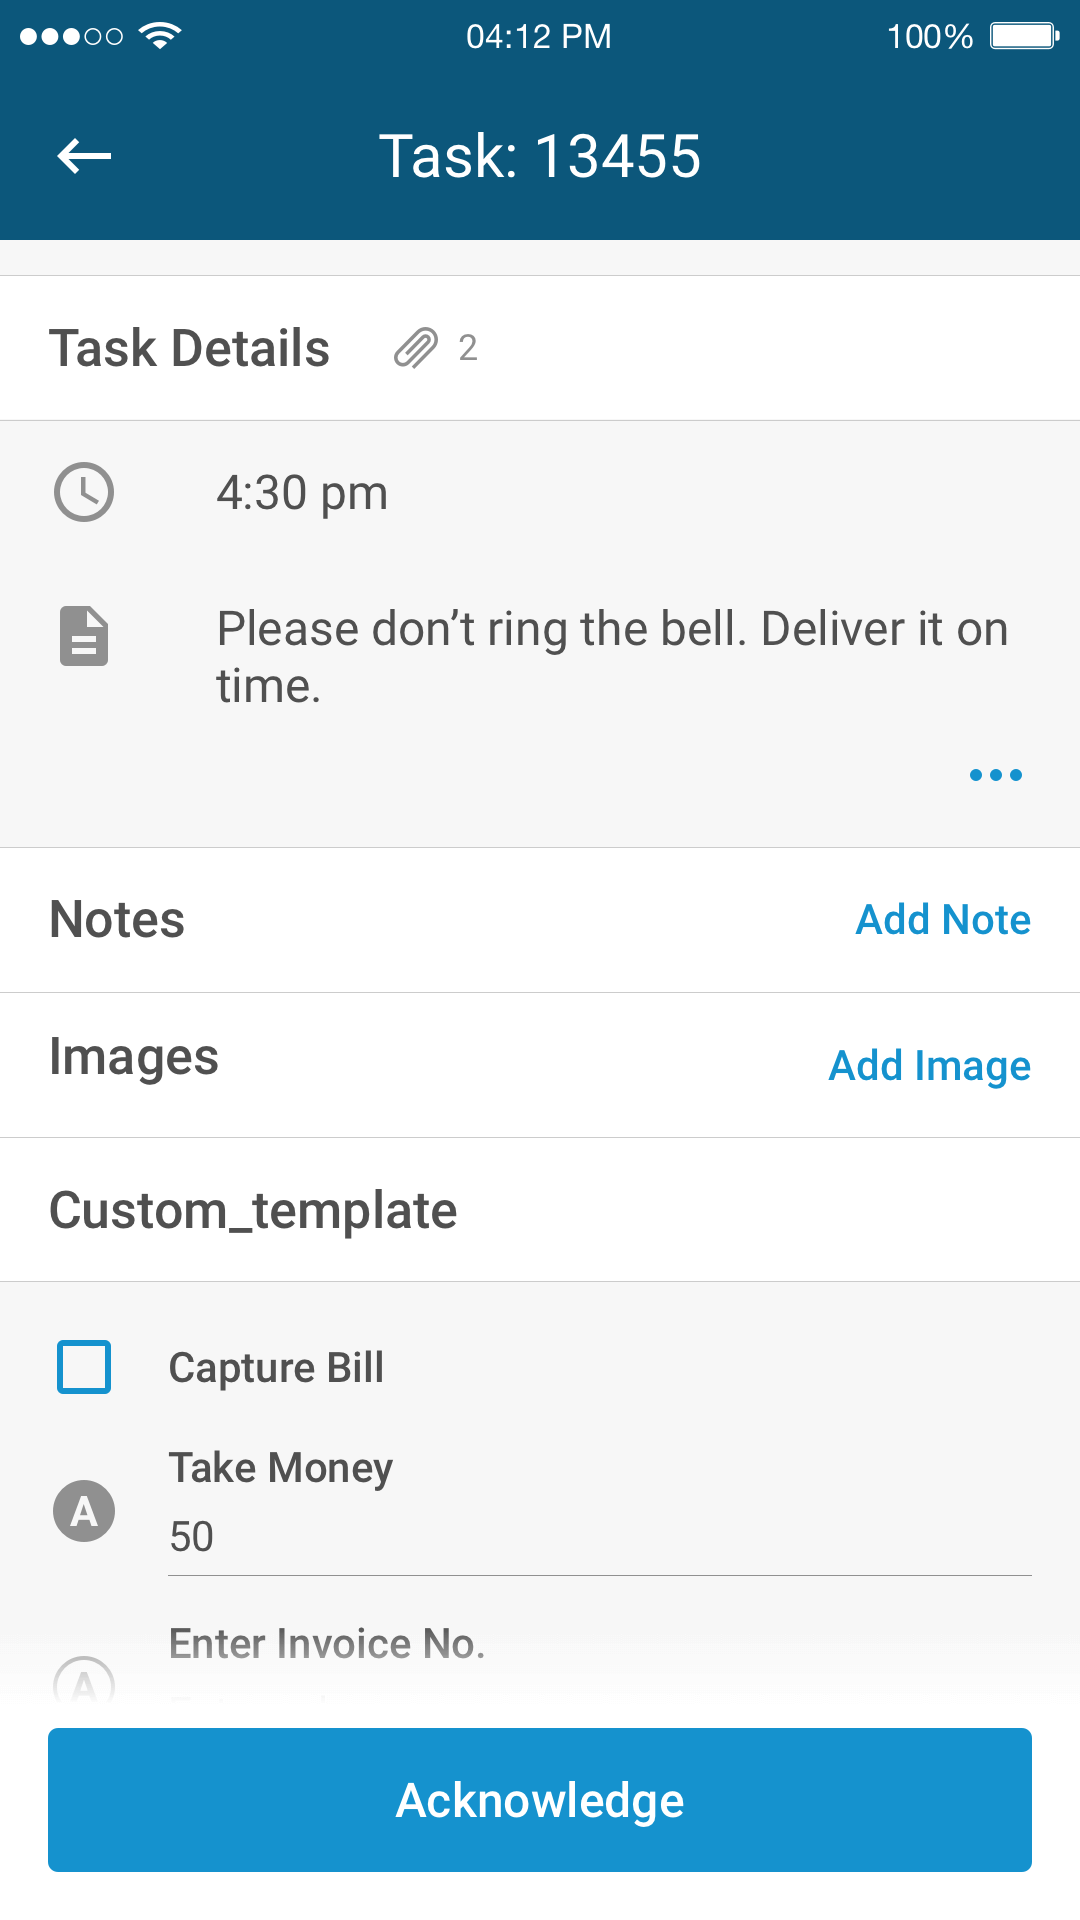 04:12 PM
100%
Task: 13455
Task Details
2
4:30 pm
Please don’t ring the bell. Deliver it on
time.
Notes
Add Note
Images
Add Image
Custom_template
Capture Bill
Take Money
A
50
Enter Invoice No.
A
Acknowledge